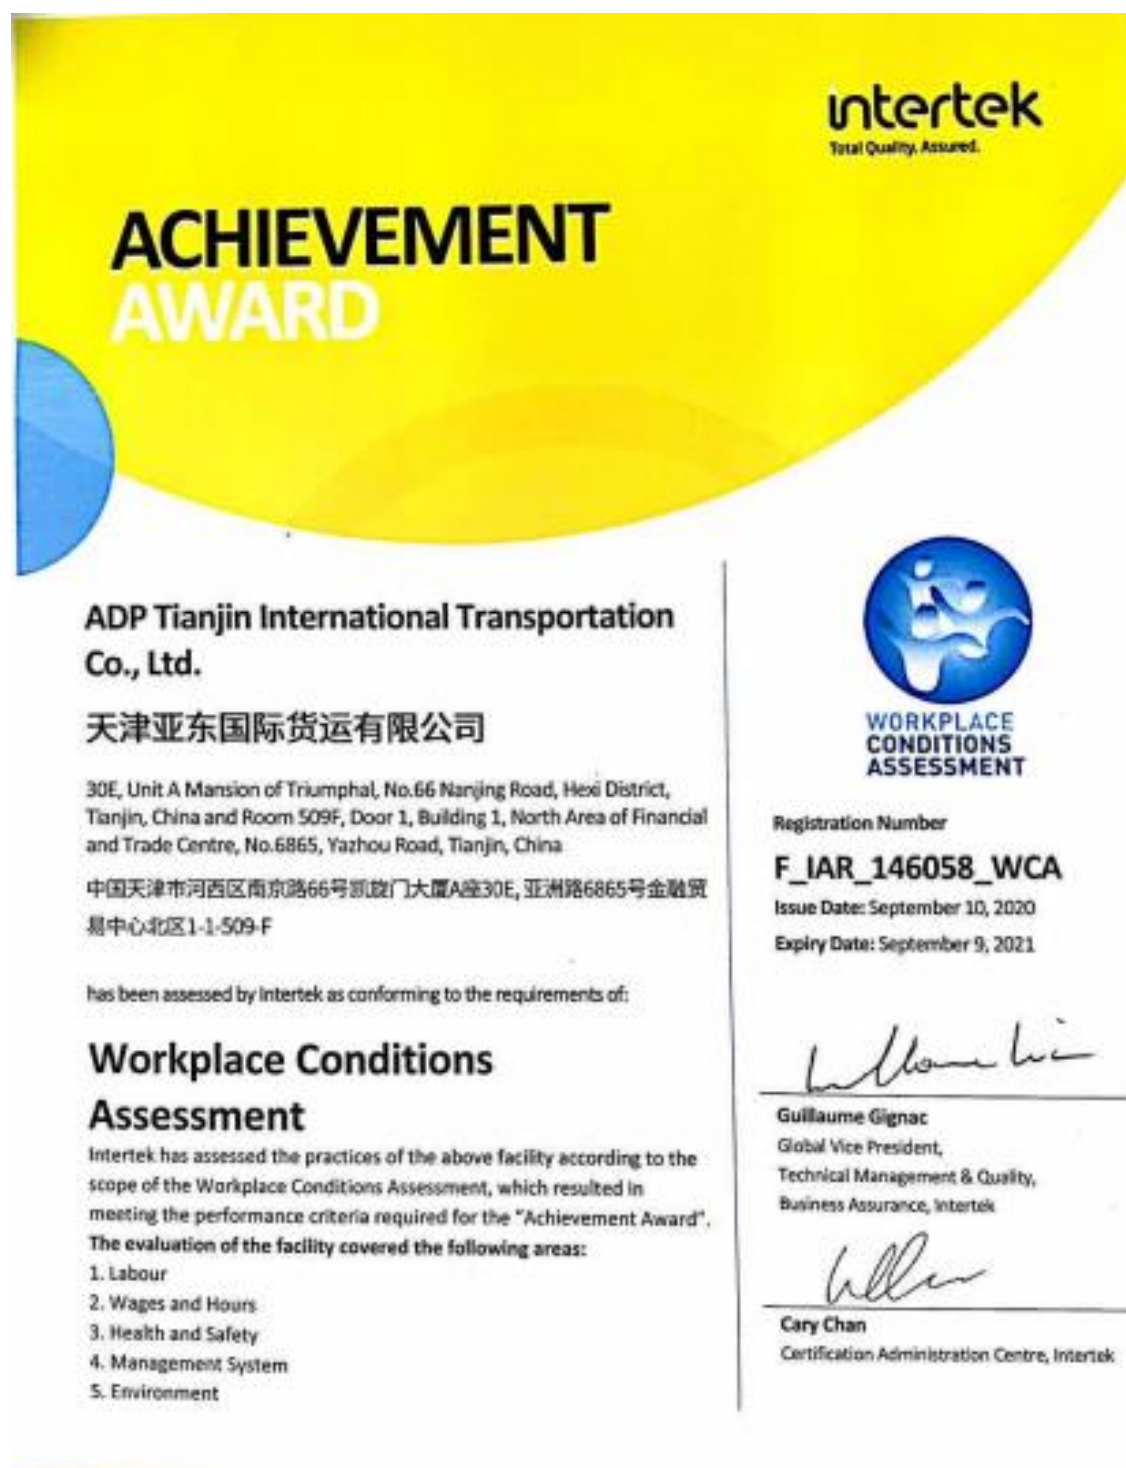 intertek
Total Quality. Assured.
ACHIEVEMENT
AWARD
ADP Tianjin International Transportation
Co., Ltd.
天津亚东国际货运有限公司
30E, Unit A Mansion of Triumphal, No.66 Nanjing Road, Hexi District,
Tianjin, China and Room 509F, Door 1, Building 1, North Area of Financial
and Trade Centre, No.6865, Yazhou Road, Tianjin, China
中国天津市河西区南京路66号凯旋门大厦A座30E, 亚洲路6865号金融贸
易中心北区1-1-509-F
has been assessed by Intertek as conforming to the requirements of:
Workplace Conditions
Assessment
Intertek has assessed the practices of the above facility according to the
scope of the Workplace Conditions Assessment, which resulted in
meeting the performance criteria required for the "Achievement Award".
The evaluation of the facility covered the following areas:
1. Labour
2. Wages and Hours
3. Health and Safety
4. Management System
5. Environment
WORKPLACE
CONDITIONS
ASSESSMENT
Registration Number
F_IAR_146058_WCA
Issue Date: September 10, 2020
Expiry Date: September 9, 2021
Guillaume Gignac
Global Vice President,
Technical Management & Quality,
Business Assurance, Intertek
Cary Chan
Certification Administration Centre, Intertek